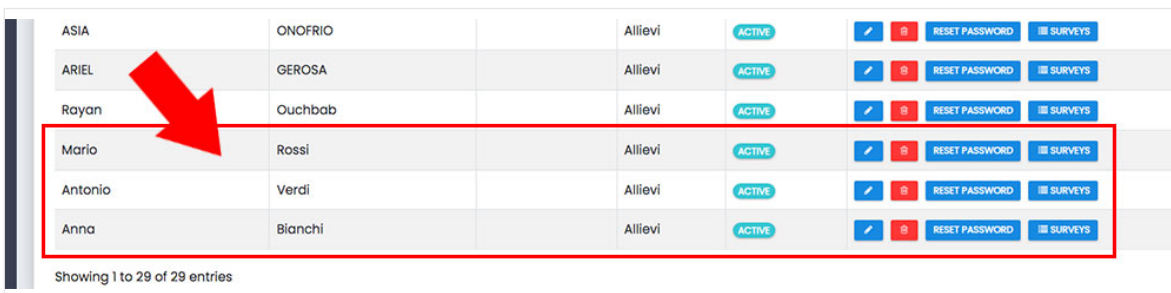 ASIA ONOFRIO Allievi ACTIVE RESET PASSWORD SURVEYS
ARIEL GEROSA Allievi ACTIVE RESET PASSWORD SURVEYS
Rayan Ouchbab Allievi ACTIVE RESET PASSWORD SURVEYS
Mario Rossi Allievi ACTIVE RESET PASSWORD SURVEYS
Antonio Verdi Allievi ACTIVE RESET PASSWORD SURVEYS
Anna Bianchi Allievi ACTIVE RESET PASSWORD SURVEYS
Showing 1 to 29 of 29 entries